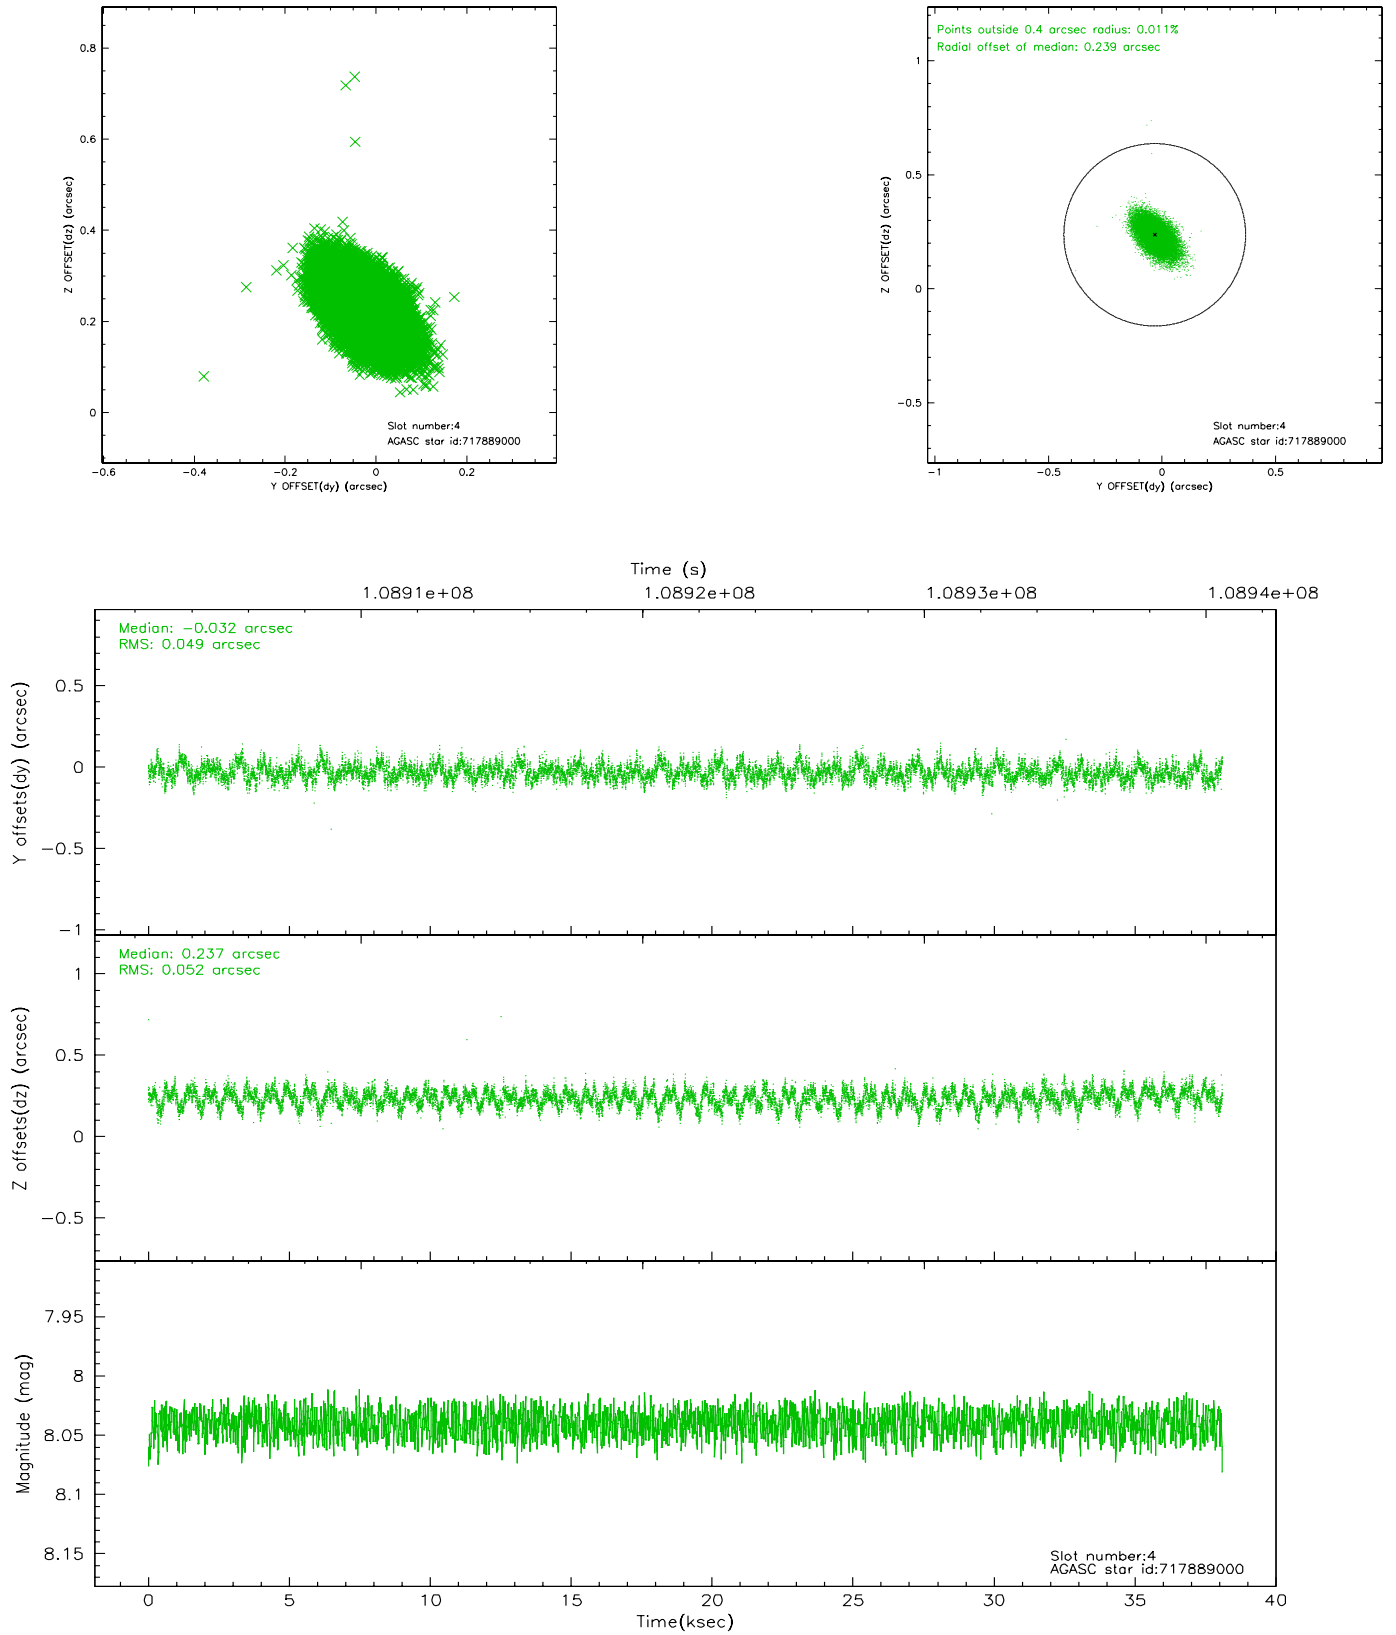 0.8
0.6
0.4
0.2
0
Z OFFSET(dz) (arcsec)
Slot number:4
AGASC star id:717889000
−0.6 −0.4 −0.2 0 0.2
Y OFFSET(dy) (arcsec)
Points outside 0.4 arcsec radius: 0.011%
Radial offset of median: 0.239 arcsec
1
0.5
0
−0.5
Z OFFSET(dz) (arcsec)
Slot number:4
AGASC star id:717889000
−1 −0.5 0 0.5
Y OFFSET(dy) (arcsec)
Time (s)
1.0891e+08 1.0892e+08 1.0893e+08 1.0894e+08
Median: −0.032 arcsec
RMS: 0.049 arcsec
0.5
0
−0.5
−1
Y offsets(dy) (arcsec)
Median: 0.237 arcsec
RMS: 0.052 arcsec
1
0.5
0
−0.5
Z offsets(dz) (arcsec)
7.95
8
8.05
8.1
8.15
Magnitude (mag)
Slot number:4
AGASC star id:717889000
0 5 10 15 20 25 30 35 40
Time(ksec)